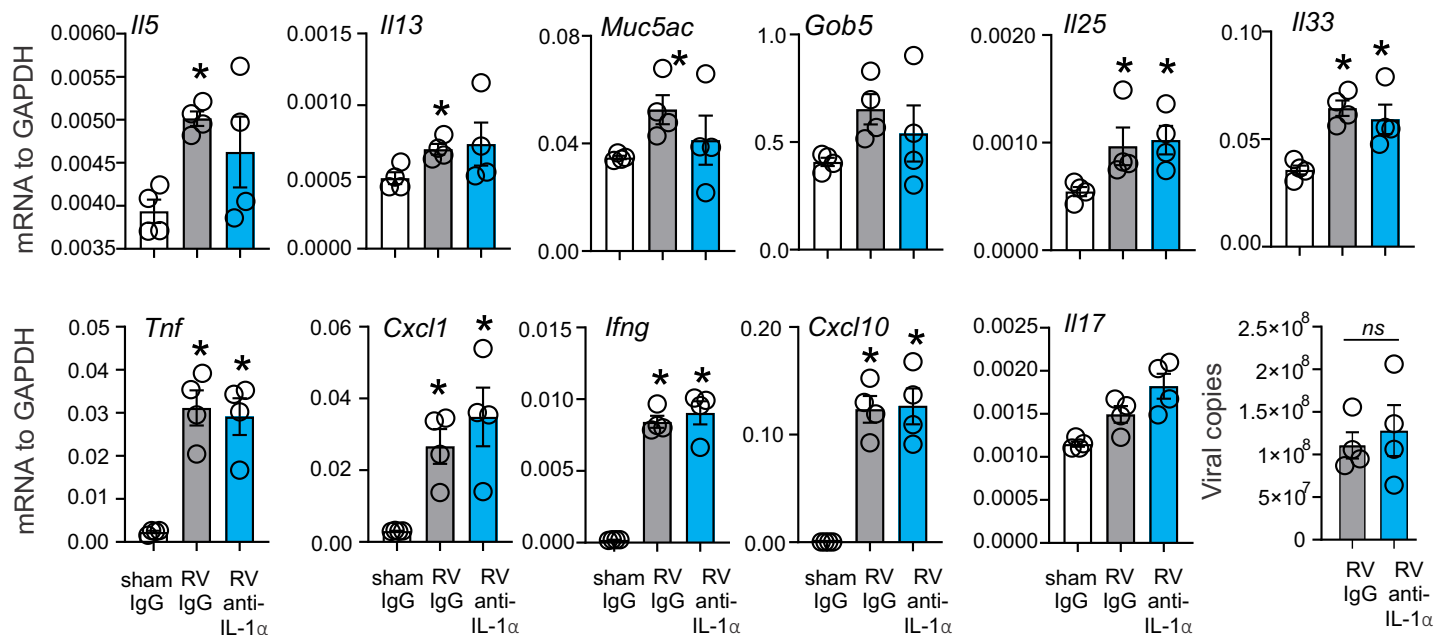 Il5
Il13
Muc5ac
Gob5
Il25
Il33
mRNA to GAPDH
0.0060
0.0055
0.0050
0.0045
0.0040
0.0035
*
0.0015
0.0010
0.0005
0.0000
*
0.08
0.04
0.00
*
1.0
0.5
0.0
0.0020
0.0010
0.0000
* *
0.10
0.05
0.00
* *
Tnf
Cxcl1
Ifng
Cxcl10
Il17
mRNA to GAPDH
0.05
0.04
0.03
0.02
0.01
0.00
* *
0.06
0.04
0.02
0.00
* *
0.015
0.010
0.005
0.000
* *
0.20
0.10
0.00
* *
0.0025
0.0020
0.0015
0.0010
0.0005
0.0000
Viral copies
2.5×10⁸
2×10⁸
1.5×10⁸
1×10⁸
5×10⁷
0
ns
sham RV RV
IgG IgG anti-
IL-1α
sham RV RV
IgG IgG anti-
IL-1α
sham RV RV
IgG IgG anti-
IL-1α
sham RV RV
IgG IgG anti-
IL-1α
sham RV RV
IgG IgG anti-
IL-1α
RV RV
IgG anti-
IL-1α